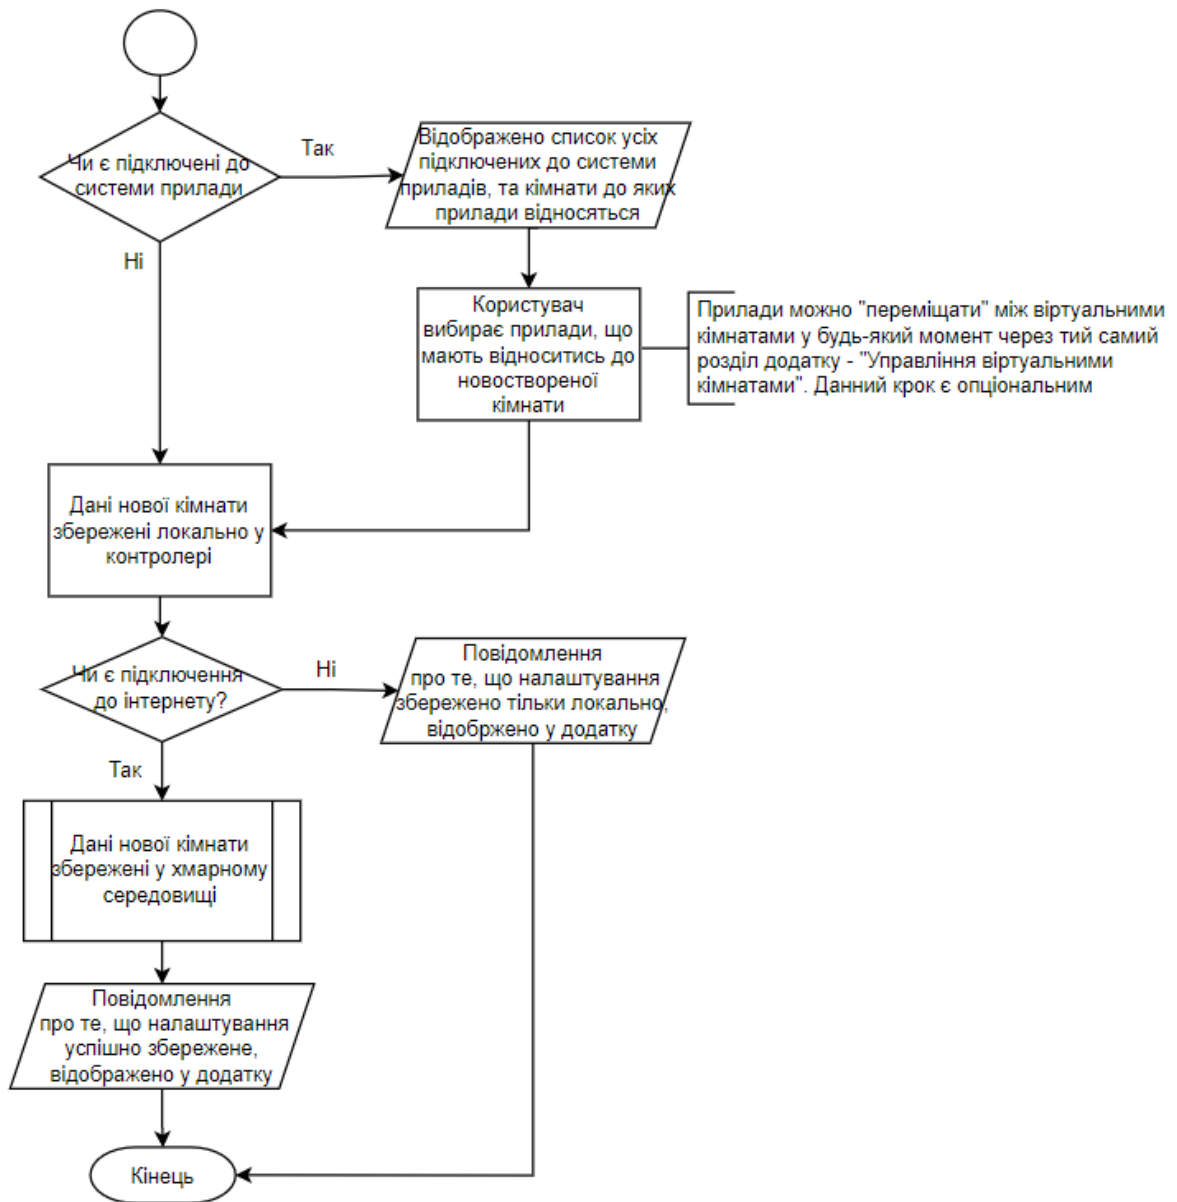 Чи є підключені до
системи прилади
Так
Відображено список усіх
підключених до системи
приладів, та кімнати до яких
прилади відносяться
Ні
Користувач
вибирає прилади, що
мають відноситись до
новоствреної
кімнати
Прилади можно "переміщати" між віртуальними
кімнатами у будь-який момент через тий самий
розділ додатку - "Управління віртуальними
кімнатами". Данний крок є опціональним
Дані нової кімнати
збережені локально у
контролері
Чи є підключення
до інтернету?
Ні
Повідомлення
про те, що налаштування
збережено тільки локально,
відобржено у додатку
Так
Дані нової кімнати
збережені у хмарному
середовищі
Повідомлення
про те, що налаштування
успішно збережене,
відображено у додатку
Кінець